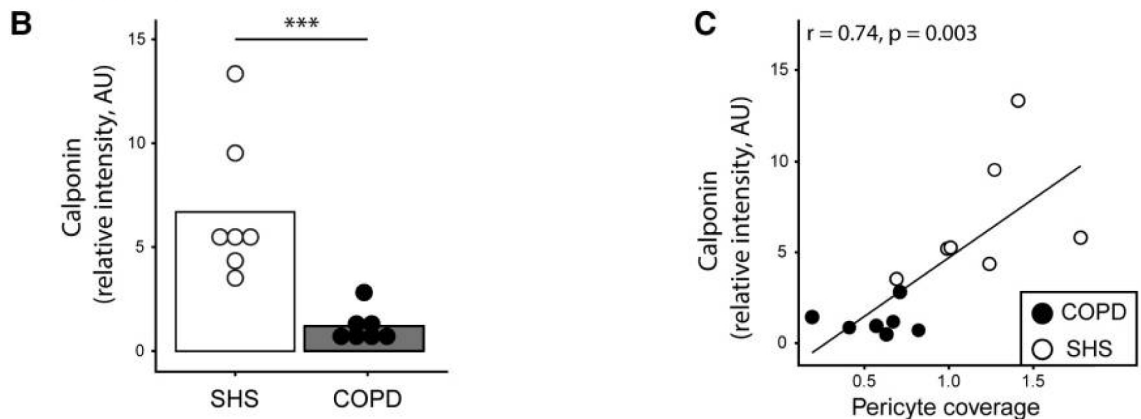 B
***
15
10
5
0
Calponin
(relative intensity, AU)
SHS
COPD
C
r = 0.74, p = 0.003
15
10
5
0
Calponin
(relative intensity, AU)
COPD
SHS
0.5
1.0
1.5
Pericyte coverage